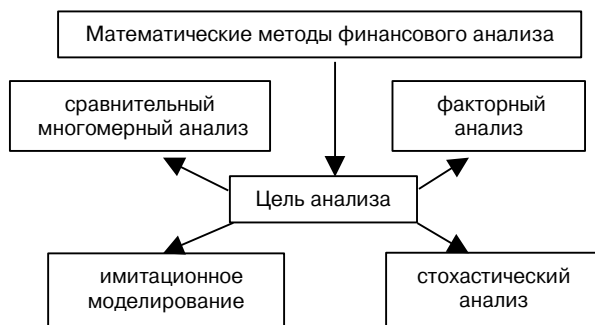 Математические методы финансового анализа
сравнительный
многомерный анализ
факторный
анализ
Цель анализа
имитационное
моделирование
стохастический
анализ